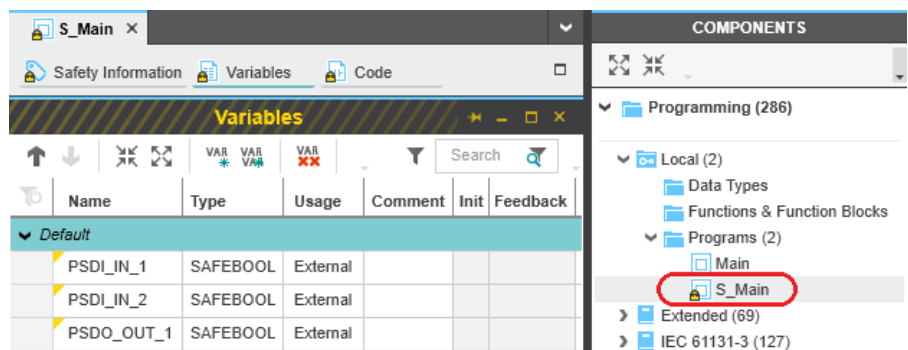 S_Main ×
Safety Information Variables Code
Variables
VAR VAR VAR Search
Name Type Usage Comment Init Feedback
Default
PSDI_IN_1 SAFEBOOL External
PSDI_IN_2 SAFEBOOL External
PSDO_OUT_1 SAFEBOOL External
COMPONENTS
Programming (286)
Local (2)
Data Types
Functions & Function Blocks
Programs (2)
Main
S_Main
Extended (69)
IEC 61131-3 (127)